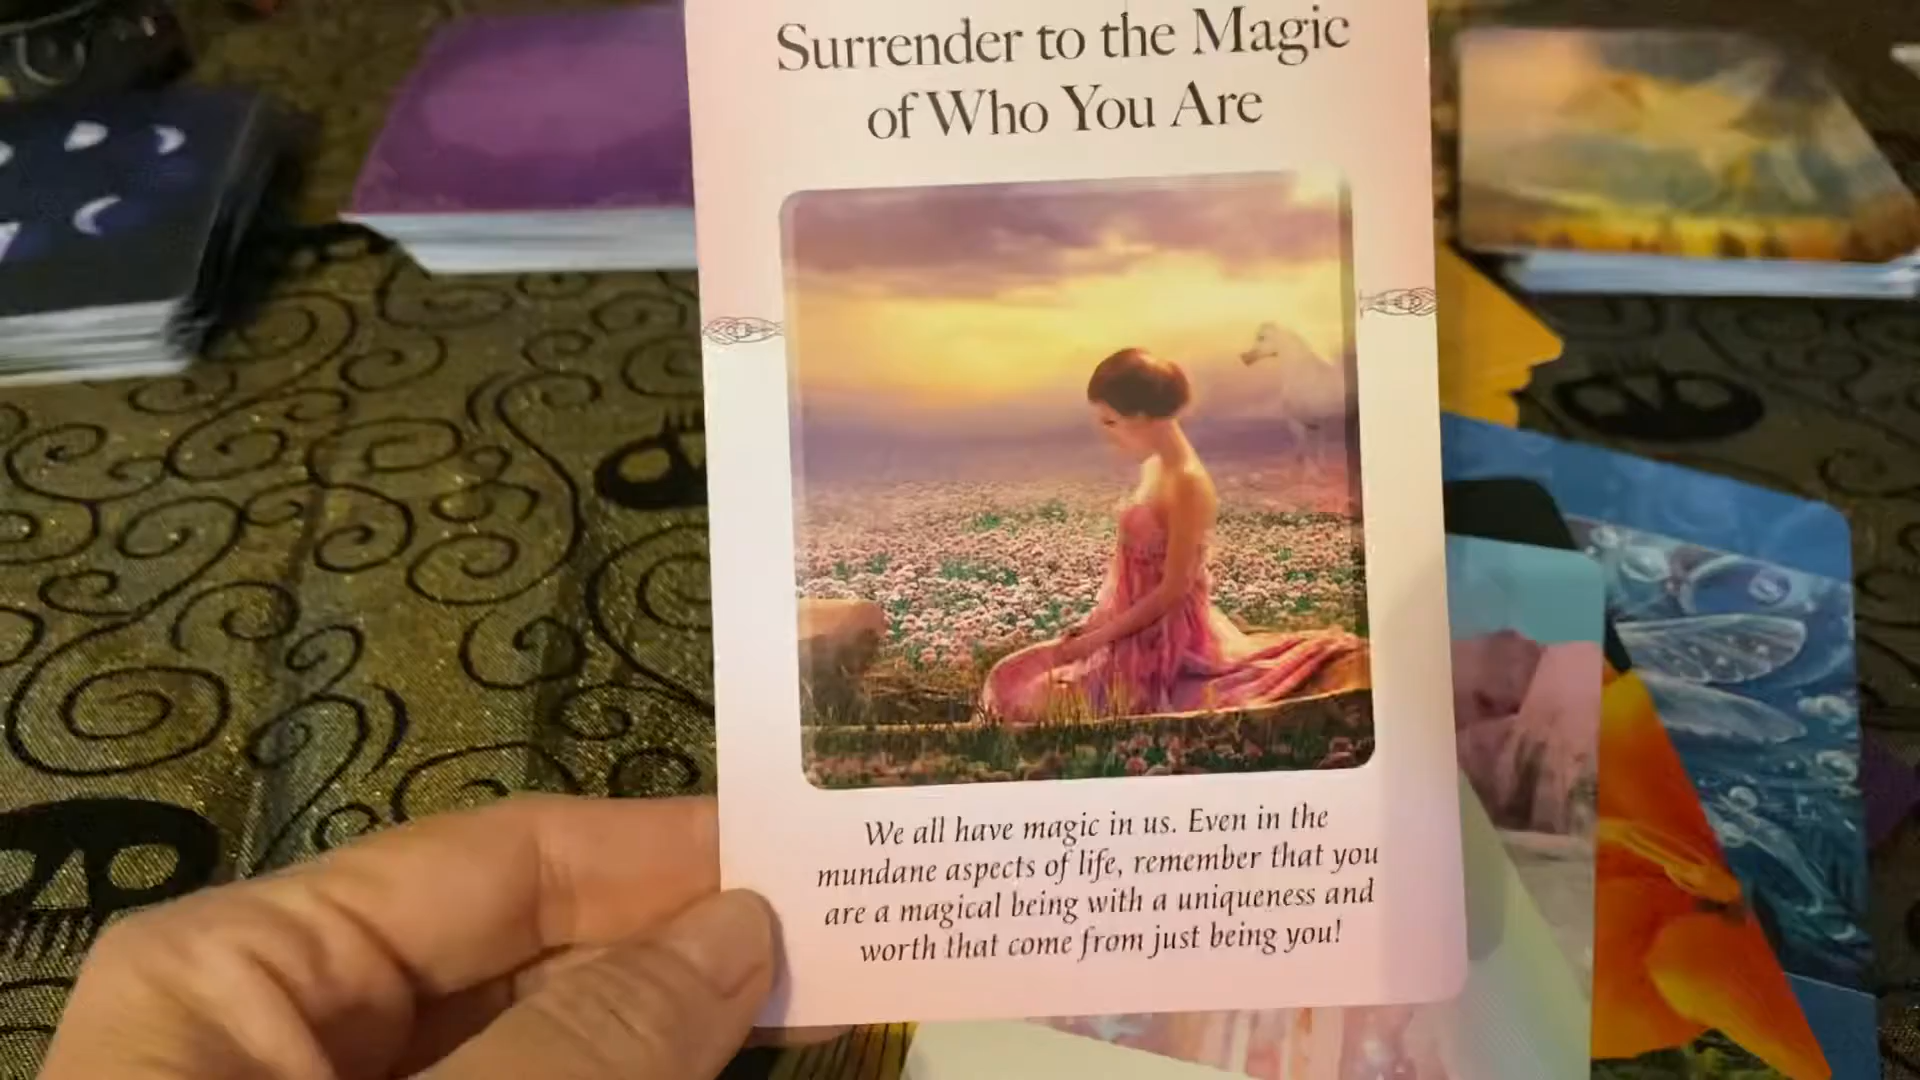 Surrender to the Magic
of Who You Are
We all have magic in us. Even in the
mundane aspects of life, remember that you
are a magical being with a uniqueness and
worth that come from just being you!